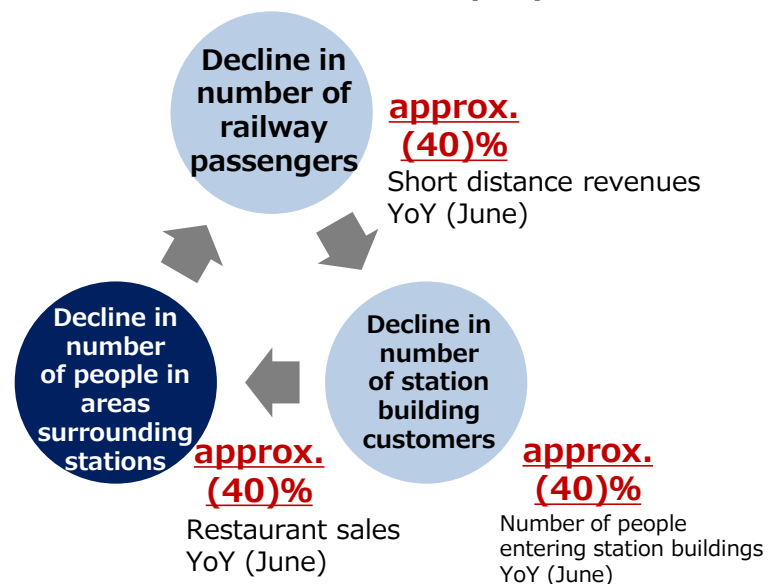 Decline in
number of
railway
passengers
approx.
(40)%
Short distance revenues
YoY (June)
Decline in
number
of station
building
customers
approx.
(40)%
Number of people
entering station buildings
YoY (June)
Decline in
number
of people in
areas
surrounding
stations
approx.
(40)%
Restaurant sales
YoY (June)